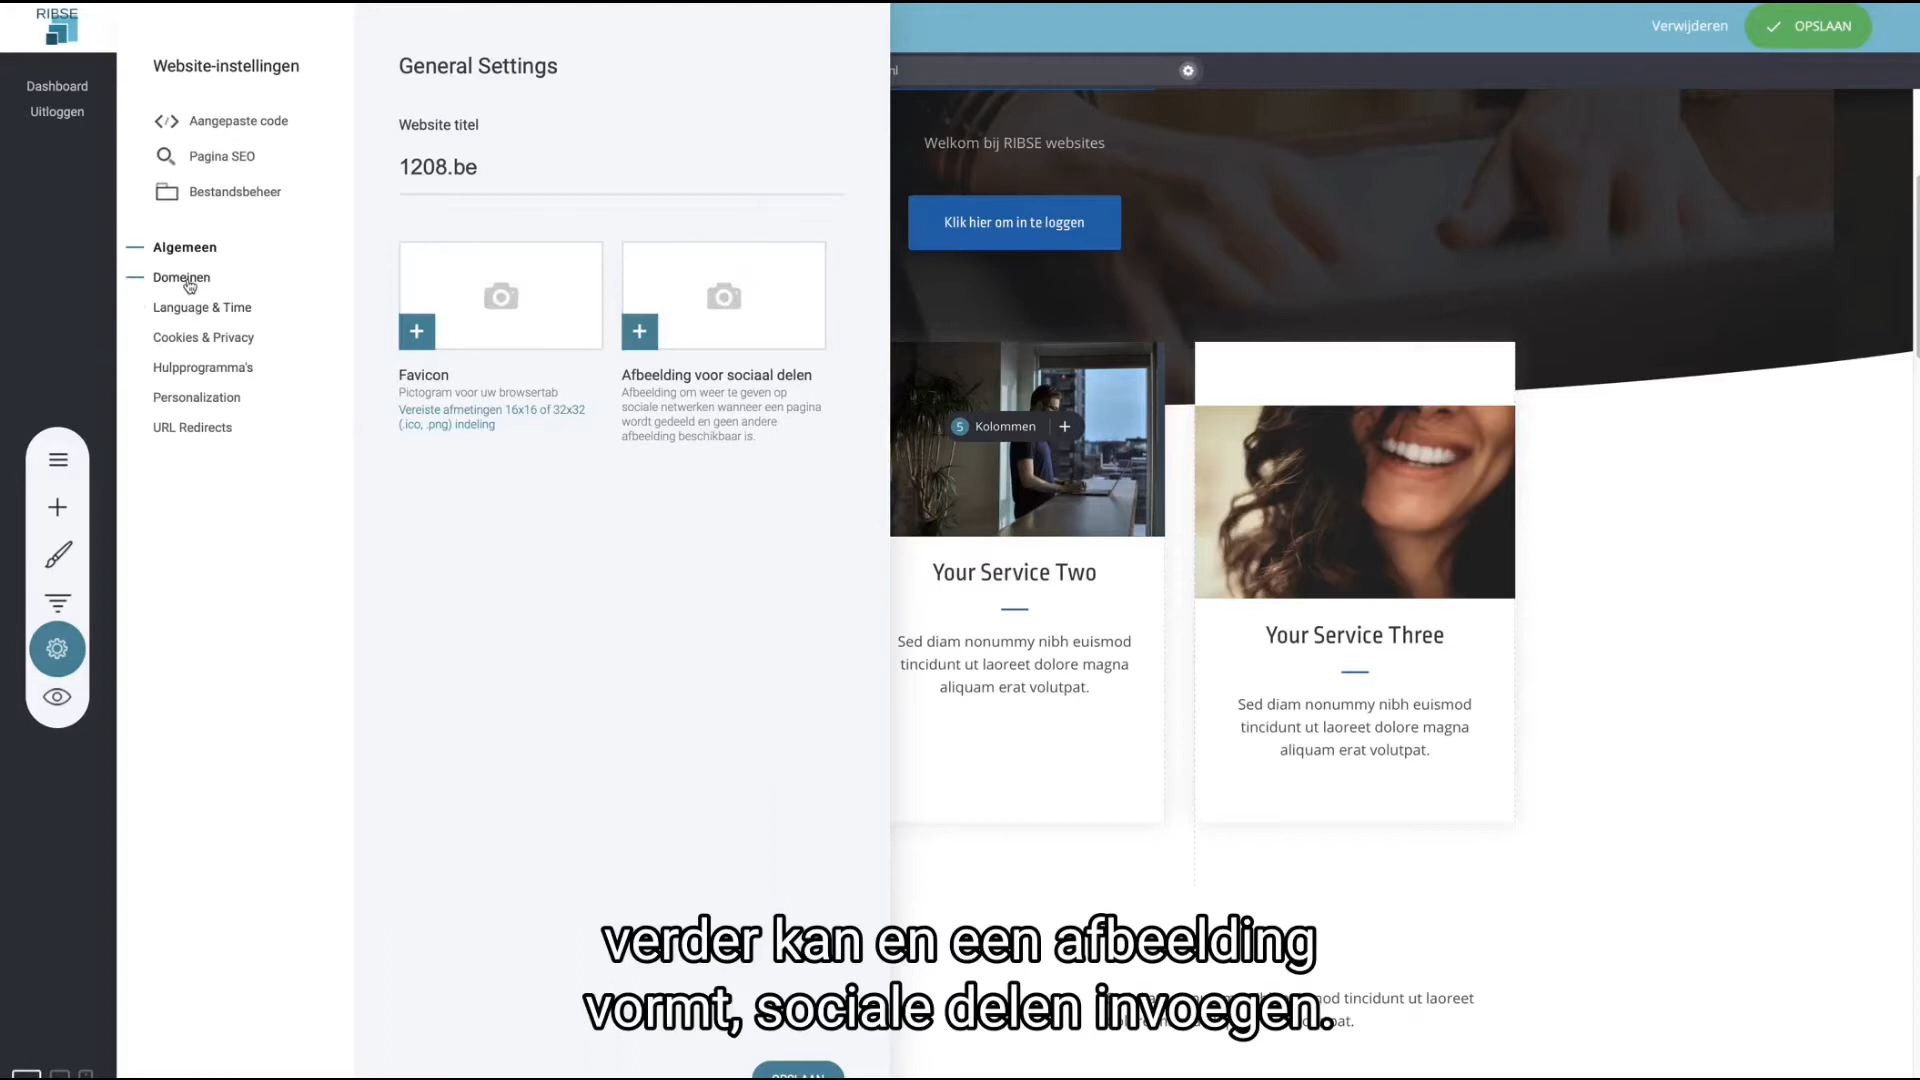 RIBSE
Dashboard
Uitloggen
Website-instellingen
Aangepaste code
Pagina SEO
Bestandsbeheer
Algemeen
Domeinen
Language & Time
Cookies & Privacy
Hulpprogramma's
Personalization
URL Redirects
General Settings
Website titel
1208.be
Favicon
Pictogram voor uw browsertab
Vereiste afmetingen 16x16 of 32x32
(.ico, .png) indeling
Afbeelding voor sociaal delen
Afbeelding om weer te geven op
sociale netwerken wanneer een pagina
wordt gedeeld en geen andere
afbeelding beschikbaar is.
OPSLAAN
Verwijderen
OPSLAAN
nl
Welkom bij RIBSE websites
Klik hier om in te loggen
5 Kolommen
Your Service Two
Sed diam nonummy nibh euismod
tincidunt ut laoreet dolore magna
aliquam erat volutpat.
Your Service Three
Sed diam nonummy nibh euismod
tincidunt ut laoreet dolore magna
aliquam erat volutpat.
tincidunt ut laoreet
verder kan en een afbeelding
vormt, sociale delen invoegen.